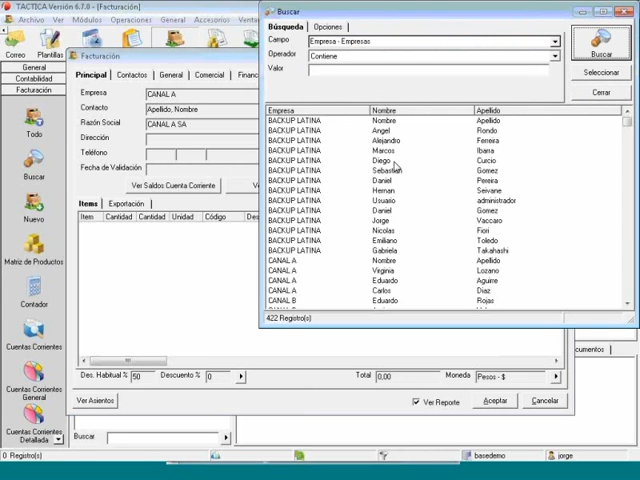 TACTICA Versión 6.7.0 - [Facturación]
Archivo Ver Módulos Operaciones General Accesorios Ventan
Correo Plantillas
General
Contabilidad
Facturación
Todo
Buscar
Nuevo
Matriz de Productos
Contador
Cuentas Corrientes
Cuentas Corrientes General
Cuentas Corrientes Detallada
Facturación
Principal Contactos General Comercial Financ
Empresa CANAL A
Contacto Apellido, Nombre
Razón Social CANAL A SA
Dirección
Teléfono
Fecha de Validación
Ver Saldos Cuenta Corriente Ve
Items Exportación
Item Cantidad Cantidad Unidad Código Des
Des. Habitual % 50 Descuento % 0 Total 0,00 Moneda Pesos - $
Ver Asientos Ver Reporte Aceptar Cancelar
Buscar
ocumentos
0 Registro(s) basedemo jorge
Buscar
Búsqueda Opciones
Campo Empresa - Empresas
Operador Contiene
Valor
Buscar
Seleccionar
Cerrar
Empresa Nombre Apellido
BACKUP LATINA Nombre Apellido
BACKUP LATINA Angel Rondo
BACKUP LATINA Alejandro Ferreira
BACKUP LATINA Marcos Ibarra
BACKUP LATINA Diego Curcio
BACKUP LATINA Sebastián Gomez
BACKUP LATINA Daniel Pereira
BACKUP LATINA Hernan Seivane
BACKUP LATINA Usuario administrador
BACKUP LATINA Daniel Gomez
BACKUP LATINA Jorge Vaccaro
BACKUP LATINA Nicolas Fiori
BACKUP LATINA Emiliano Toledo
BACKUP LATINA Gabriela Takahashi
CANAL A Nombre Apellido
CANAL A Virginia Lozano
CANAL A Eduardo Aguirre
CANAL A Carlos Diaz
CANAL B Eduardo Rojas
422 Registro(s)